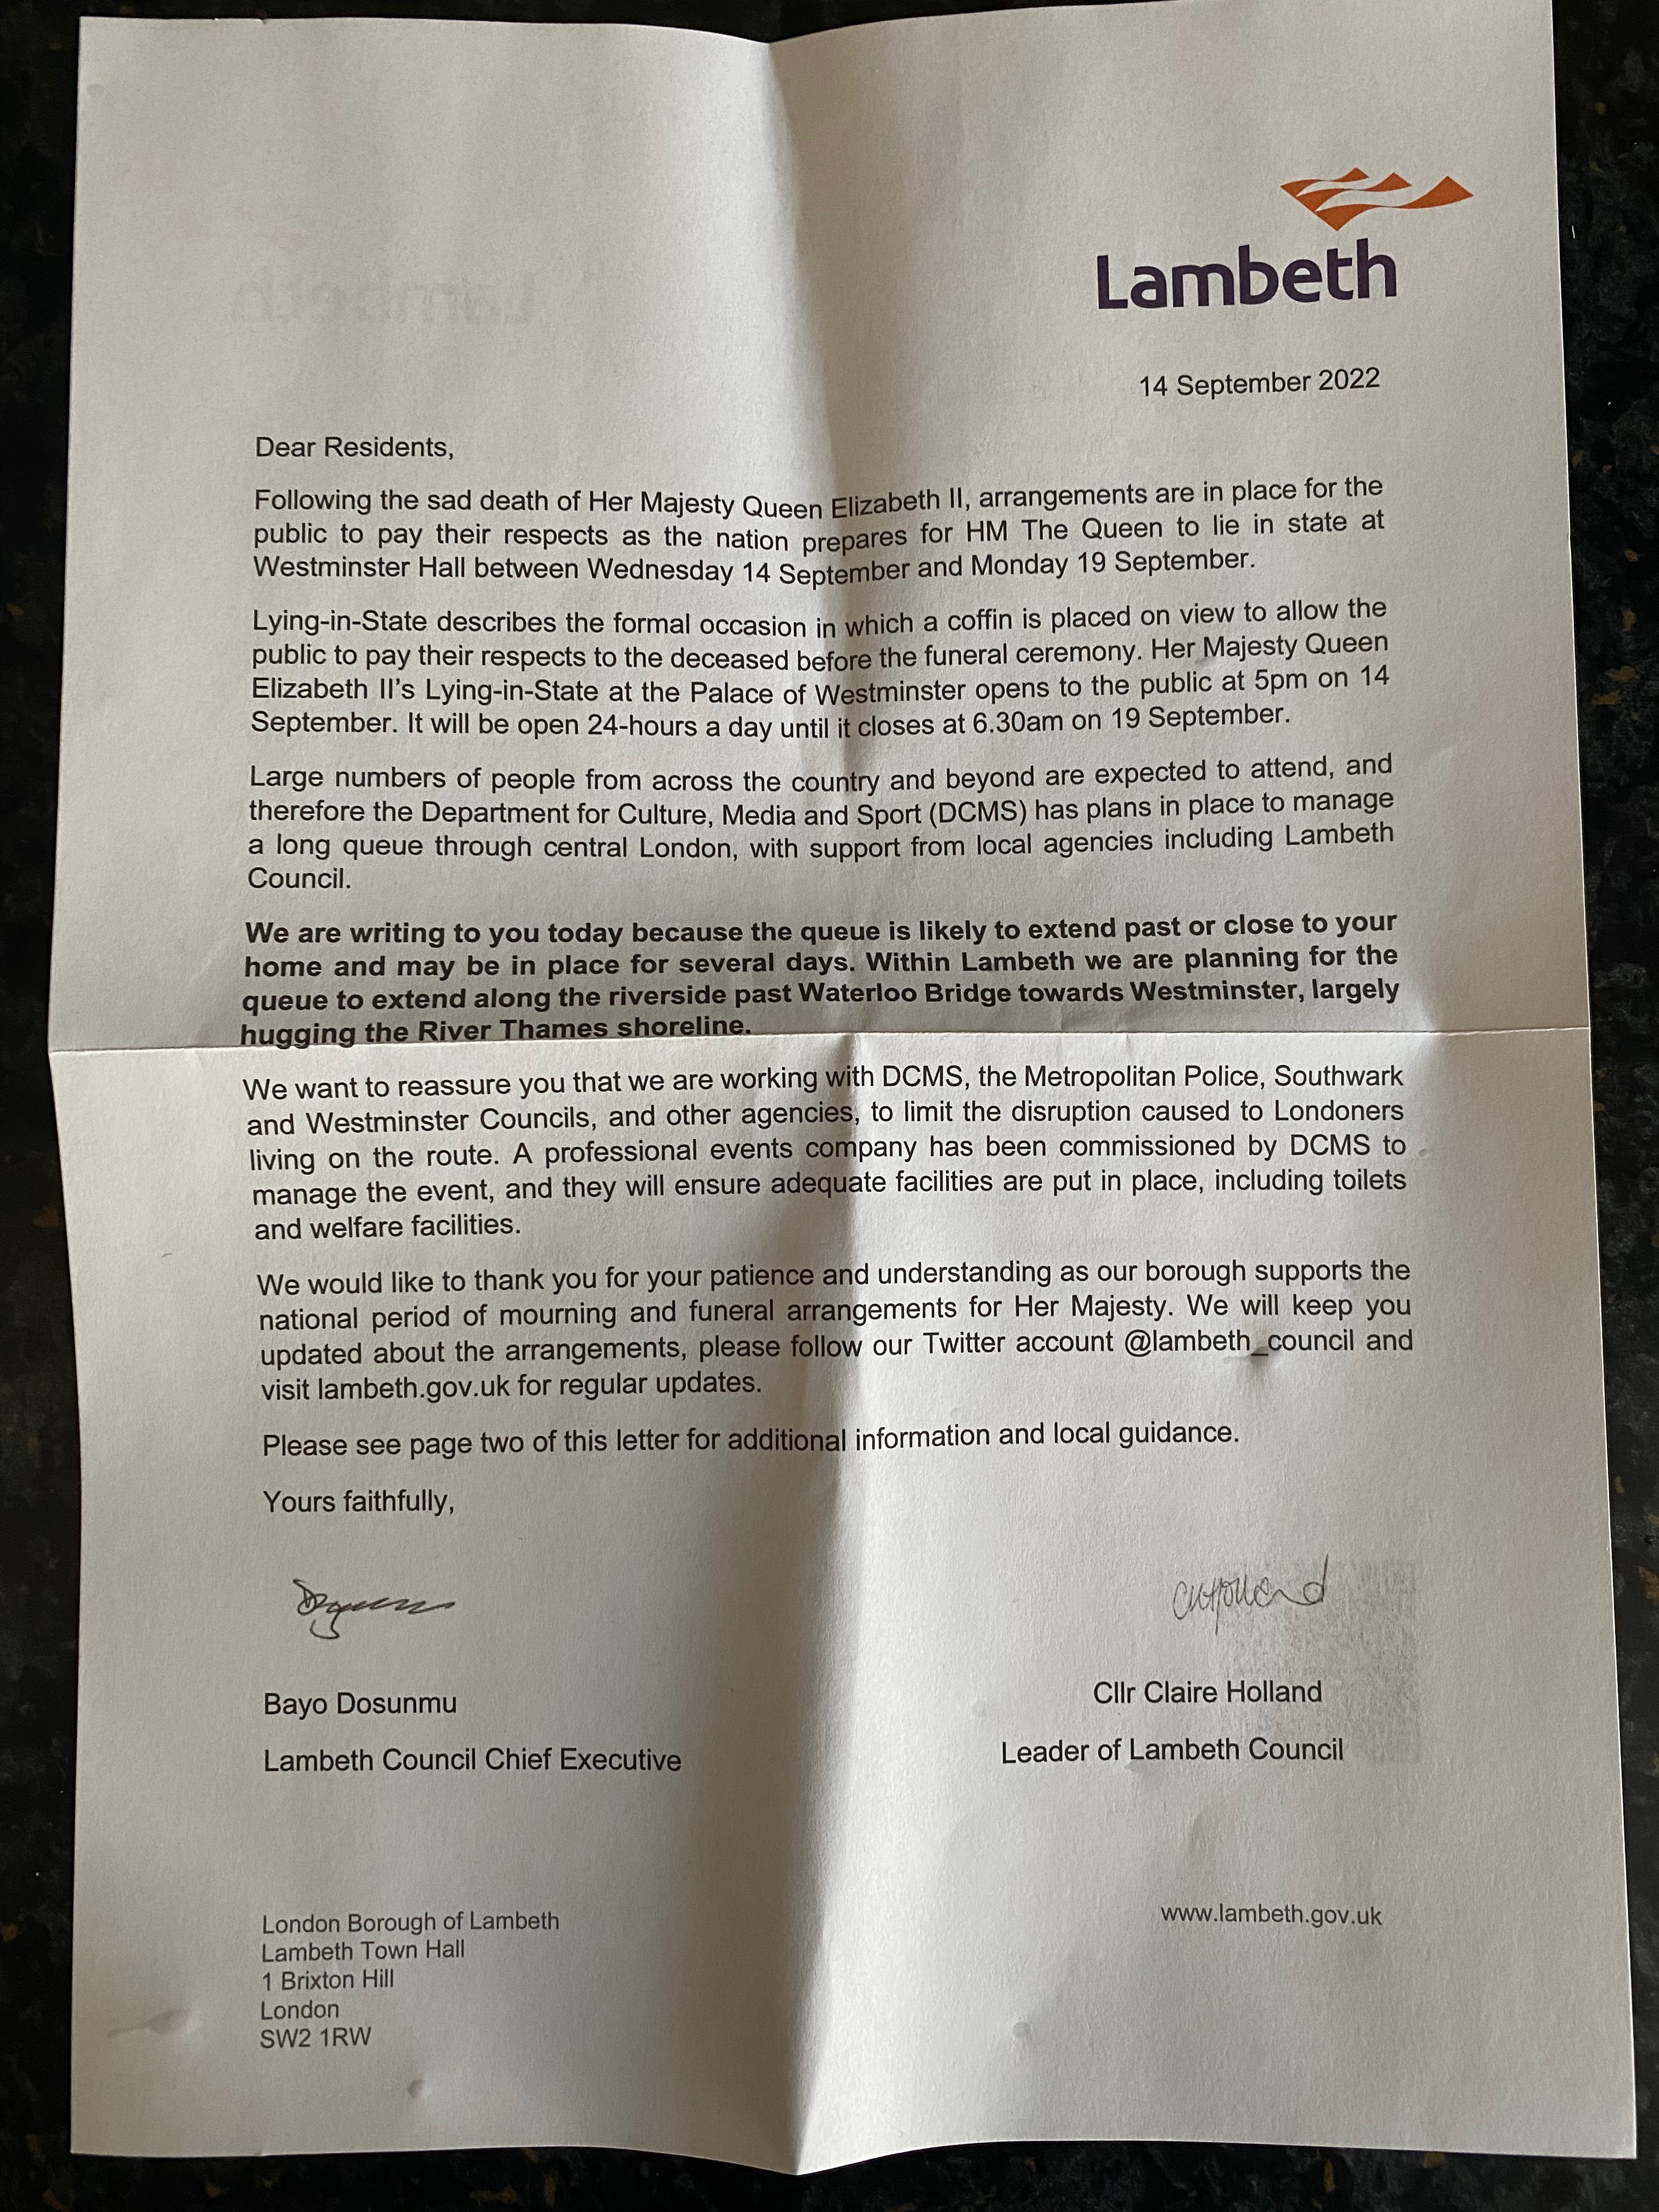 Lambeth
14 September 2022
Dear Residents,
Following the sad death of Her Majesty Queen Elizabeth II, arrangements are in place for the
public to pay their respects as the nation prepares for HM The Queen to lie in state at
Westminster Hall between Wednesday 14 September and Monday 19 September.
Lying-in-State describes the formal occasion in which a coffin is placed on view to allow the
public to pay their respects to the deceased before the funeral ceremony. Her Majesty Queen
Elizabeth II’s Lying-in-State at the Palace of Westminster opens to the public at 5pm on 14
September. It will be open 24-hours a day until it closes at 6.30am on 19 September.
Large numbers of people from across the country and beyond are expected to attend, and
therefore the Department for Culture, Media and Sport (DCMS) has plans in place to manage
a long queue through central London, with support from local agencies including Lambeth
Council.
We are writing to you today because the queue is likely to extend past or close to your
home and may be in place for several days. Within Lambeth we are planning for the
queue to extend along the riverside past Waterloo Bridge towards Westminster, largely
hugging the River Thames shoreline.
We want to reassure you that we are working with DCMS, the Metropolitan Police, Southwark
and Westminster Councils, and other agencies, to limit the disruption caused to Londoners
living on the route. A professional events company has been commissioned by DCMS to
manage the event, and they will ensure adequate facilities are put in place, including toilets
and welfare facilities.
We would like to thank you for your patience and understanding as our borough supports the
national period of mourning and funeral arrangements for Her Majesty. We will keep you
updated about the arrangements, please follow our Twitter account @lambeth_council and
visit lambeth.gov.uk for regular updates.
Please see page two of this letter for additional information and local guidance.
Yours faithfully,
Bayo Dosunmu
Cllr Claire Holland
Lambeth Council Chief Executive
Leader of Lambeth Council
London Borough of Lambeth
Lambeth Town Hall
1 Brixton Hill
London
SW2 1RW
www.lambeth.gov.uk